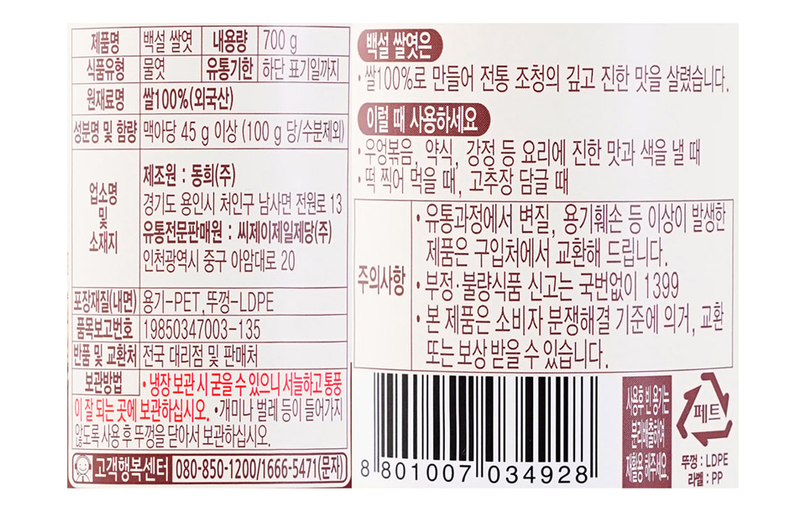 제품명 백설 쌀엿 내용량 700 g
식품유형 물엿 유통기한 하단 표기일까지
원재료명 쌀100%(외국산)
성분명 및 함량 맥아당 45 g 이상 (100 g 당/수분제외)
업소명 및 소재지
제조원 : 동희(주)
경기도 용인시 처인구 남사면 전원로 13
유통전문판매원 : 씨제이제일제당(주)
인천광역시 중구 아암대로 20
포장재질(내면) 용기-PET, 뚜껑-LDPE
품목보고번호 19850347003-135
반품 및 교환처 전국 대리점 및 판매처
보관방법 • 냉장 보관 시 굳을 수 있으니 서늘하고 통풍
이 잘 되는 곳에 보관하십시오. •개미나 벌레 등이 들어가지
않도록 사용 후 뚜껑을 닫아서 보관하십시오.
고객행복센터 080-850-1200/1666-5471(문자)
백설 쌀엿은
• 쌀100%로 만들어 전통 조청의 깊고 진한 맛을 살렸습니다.
이럴 때 사용하세요
• 우엉볶음, 약식, 강정 등 요리에 진한 맛과 색을 낼 때
• 떡 찍어 먹을 때, 고추장 담글 때
주의사항
• 유통과정에서 변질, 용기훼손 등 이상이 발생한
제품은 구입처에서 교환해 드립니다.
• 부정·불량식품 신고는 국번없이 1399
• 본 제품은 소비자 분쟁해결 기준에 의거, 교환
또는 보상 받을 수 있습니다.
8 801007 034928
사용후 빈 용기는
분리배출하여
재활용 해주세요.
페트
뚜껑 : LDPE
라벨 : PP